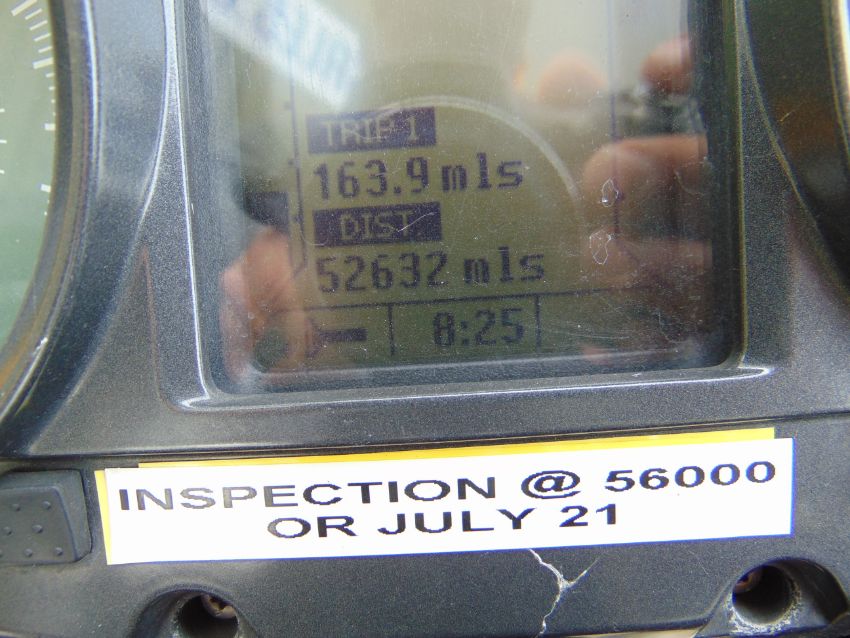 TRIP 1
163.9 mls
DIST
52632 mls
8:25
INSPECTION @ 56000
OR JULY 21